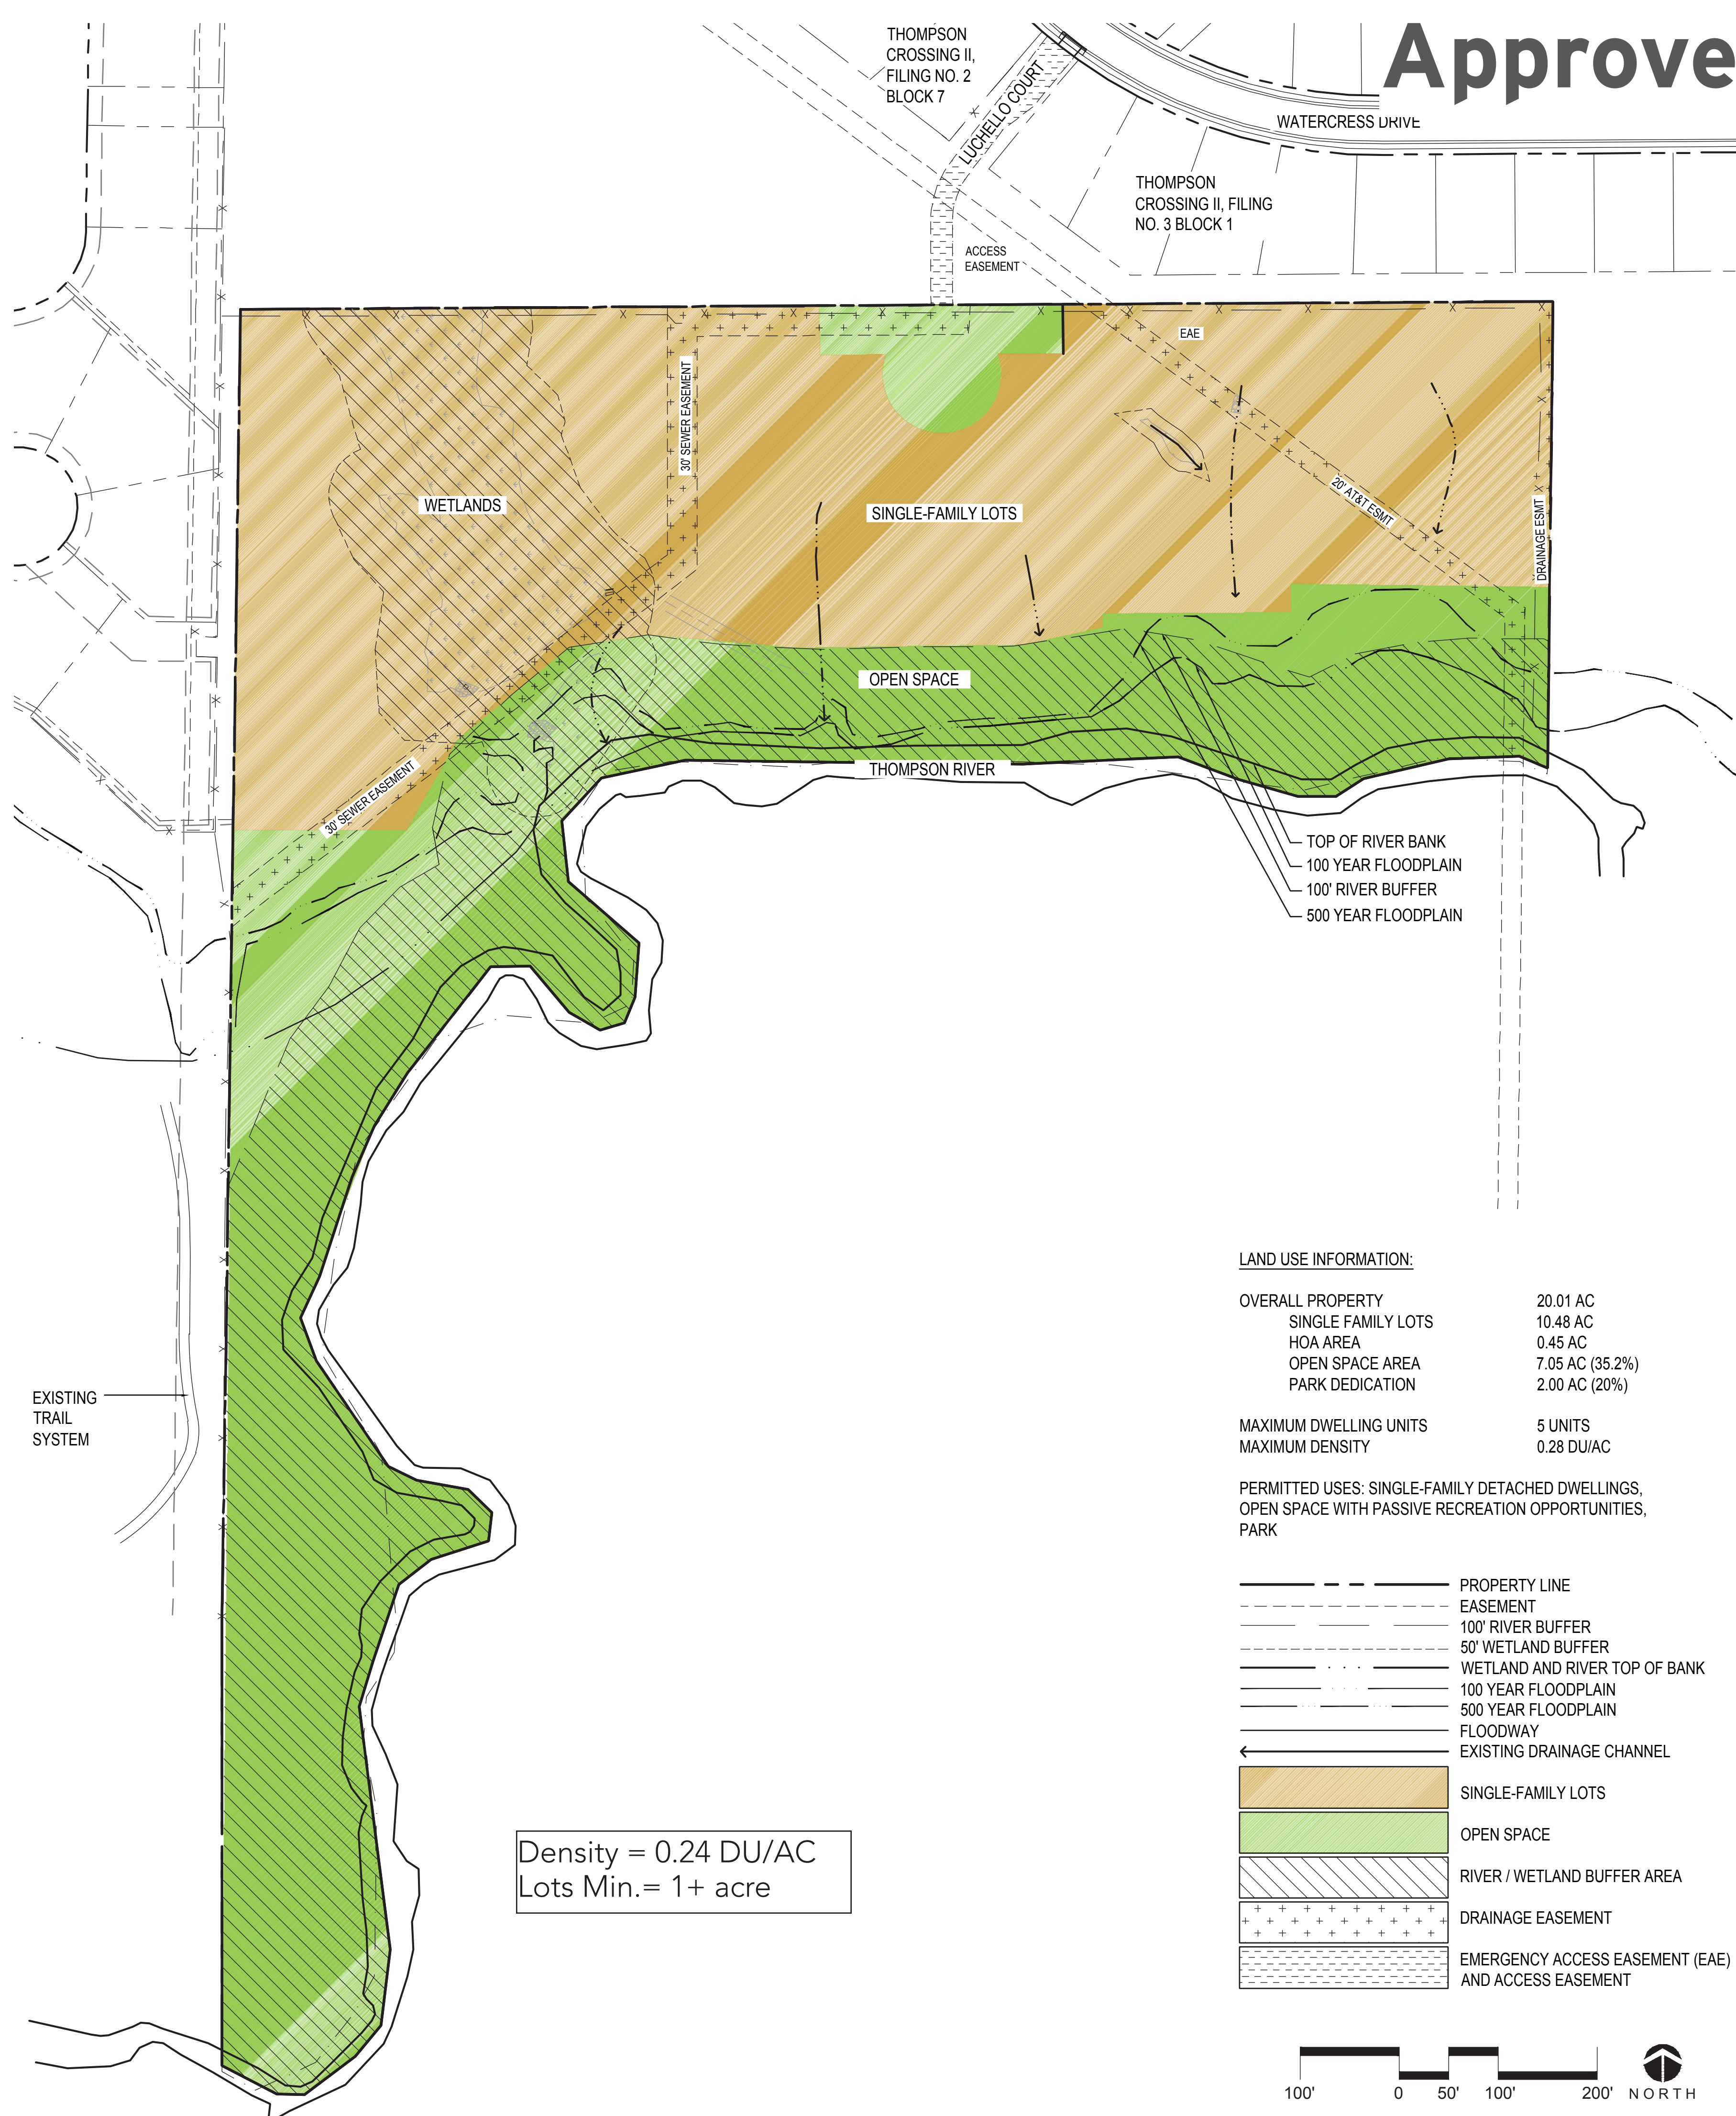 Approve
THOMPSON
CROSSING II,
FILING NO. 2
BLOCK 7
LUCHELLO COURT
WATERCRESS DRIVE
THOMPSON
CROSSING II, FILING
NO. 3 BLOCK 1
ACCESS
EASEMENT
EAE
30' SEWER EASEMENT
WETLANDS
SINGLE-FAMILY LOTS
20' AT&T ESMT
DRAINAGE ESMT
OPEN SPACE
THOMPSON RIVER
30' SEWER EASEMENT
TOP OF RIVER BANK
100 YEAR FLOODPLAIN
100' RIVER BUFFER
500 YEAR FLOODPLAIN
EXISTING
TRAIL
SYSTEM
LAND USE INFORMATION:
OVERALL PROPERTY 20.01 AC
SINGLE FAMILY LOTS 10.48 AC
HOA AREA 0.45 AC
OPEN SPACE AREA 7.05 AC (35.2%)
PARK DEDICATION 2.00 AC (20%)
MAXIMUM DWELLING UNITS 5 UNITS
MAXIMUM DENSITY 0.28 DU/AC
PERMITTED USES: SINGLE-FAMILY DETACHED DWELLINGS,
OPEN SPACE WITH PASSIVE RECREATION OPPORTUNITIES,
PARK
PROPERTY LINE
EASEMENT
100' RIVER BUFFER
50' WETLAND BUFFER
WETLAND AND RIVER TOP OF BANK
100 YEAR FLOODPLAIN
500 YEAR FLOODPLAIN
FLOODWAY
EXISTING DRAINAGE CHANNEL
SINGLE-FAMILY LOTS
OPEN SPACE
RIVER / WETLAND BUFFER AREA
DRAINAGE EASEMENT
EMERGENCY ACCESS EASEMENT (EAE)
AND ACCESS EASEMENT
Density = 0.24 DU/AC
Lots Min.= 1+ acre
100' 0 50' 100' 200'
NORTH